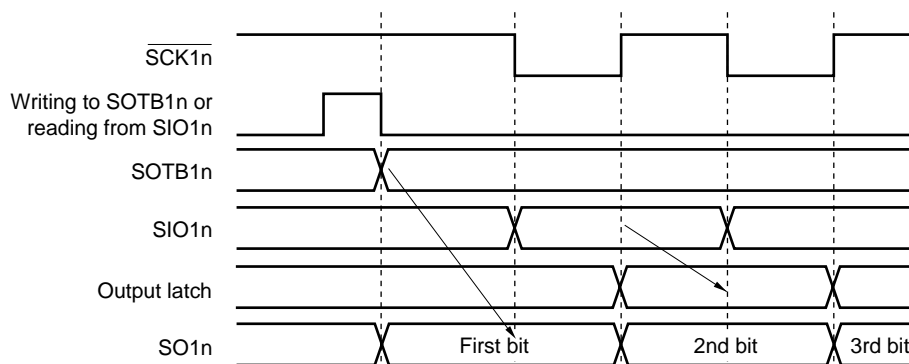 SCK1n
Writing to SOTB1n or
reading from SIO1n
SOTB1n
SIO1n
Output latch
SO1n
First bit
2nd bit
3rd bit